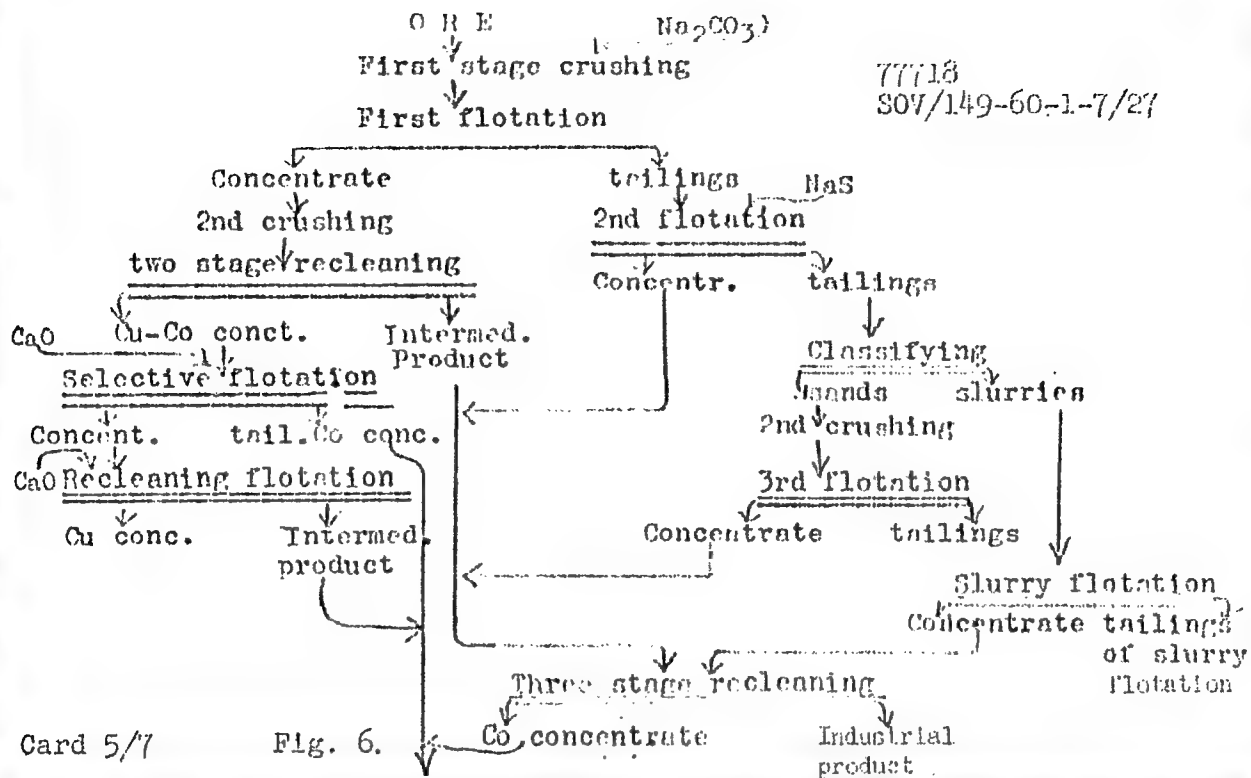 O R E
Na₂CO₃)
First stage crushing
77718
SOV/149-60-1-7/27
First flotation
Concentrate
tailings
NaS
2nd crushing
2nd flotation
two stage recleaning
Concentr.
tailings
CaO
Cu-Co conct.
Intermed.
Product
Classifying
Selective flotation
sands
slurries
Concent.
tail.Co conc.
2nd crushing
CaO
Recleaning flotation
3rd flotation
Cu conc.
Intermed.
product
Concentrate
tailings
Slurry flotation
Concentrate
tailings
of slurry
flotation
Three stage recleaning
Card 5/7
Fig. 6.
Co concentrate
Industrial
product